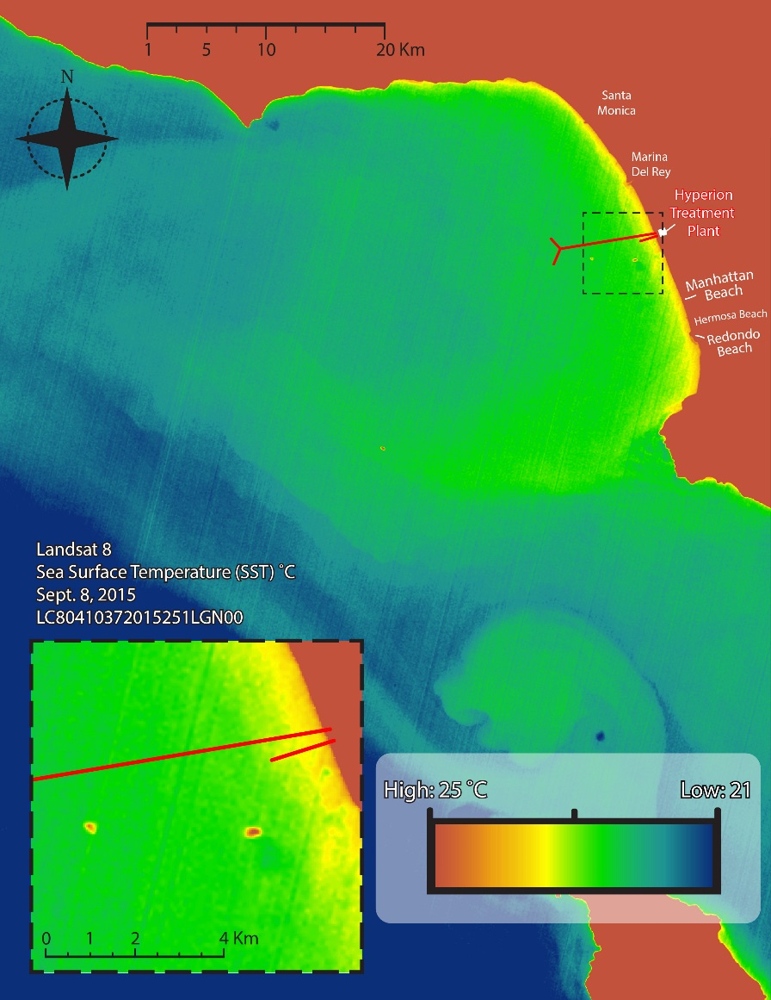 1 5 10 20 Km
N
Santa
Monica
Marina
Del Rey
Hyperion
Treatment
Plant
Manhattan
Beach
Hermosa Beach
Redondo
Beach
Landsat 8
Sea Surface Temperature (SST) ˚C
Sept. 8, 2015
LC80410372015251LGN00
High: 25 ˚C Low: 21
0 1 2 4 Km